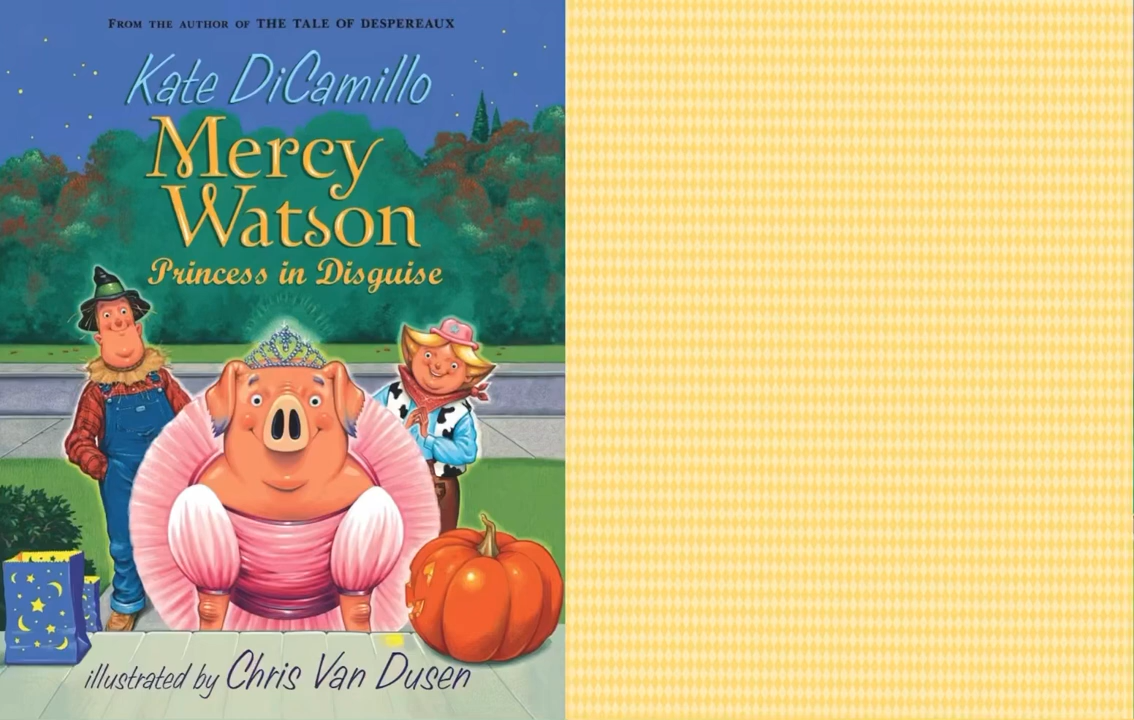 FROM THE AUTHOR OF THE TALE OF DESPEREAUX
Kate DiCamillo
Mercy
Watson
Princess in Disguise
illustrated by Chris Van Dusen